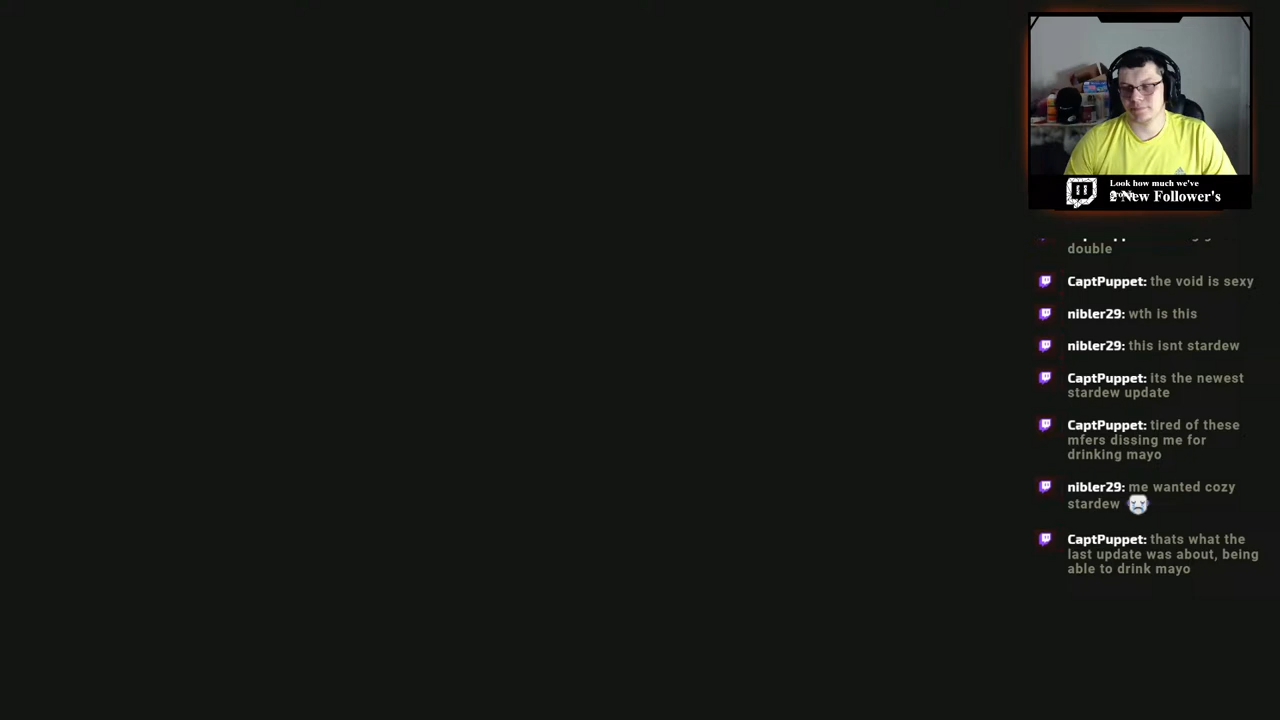 Look how much we've
2 New Follower's
double
CaptPuppet: the void is sexy
nibler29: wth is this
nibler29: this isnt stardew
CaptPuppet: its the newest
stardew update
CaptPuppet: tired of these
mfers dissing me for
drinking mayo
nibler29: me wanted cozy
stardew
CaptPuppet: thats what the
last update was about, being
able to drink mayo